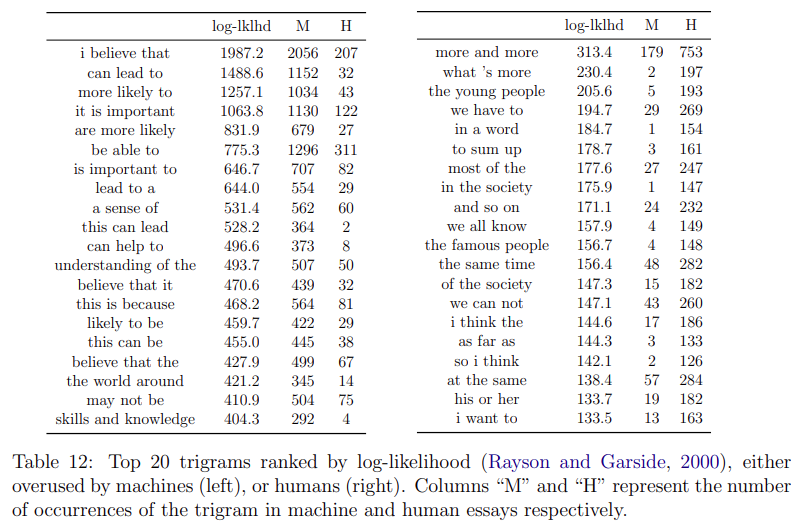 log-lklhd M H
i believe that 1987.2 2056 207
can lead to 1488.6 1152 32
more likely to 1257.1 1034 43
it is important 1063.8 1130 122
are more likely 831.9 679 27
be able to 775.3 1296 311
is important to 646.7 707 82
lead to a 644.0 554 29
a sense of 531.4 562 60
this can lead 528.2 364 2
can help to 496.6 373 8
understanding of the 493.7 507 50
believe that it 470.6 439 32
this is because 468.2 564 81
likely to be 459.7 422 29
this can be 455.0 445 38
believe that the 427.9 499 67
the world around 421.2 345 14
may not be 410.9 504 75
skills and knowledge 404.3 292 4
log-lklhd M H
more and more 313.4 179 753
what 's more 230.4 2 197
the young people 205.6 5 193
we have to 194.7 29 269
in a word 184.7 1 154
to sum up 178.7 3 161
most of the 177.6 27 247
in the society 175.9 1 147
and so on 171.1 24 232
we all know 157.9 4 149
the famous people 156.7 4 148
the same time 156.4 48 282
of the society 147.3 15 182
we can not 147.1 43 260
i think the 144.6 17 186
as far as 144.3 3 133
so i think 142.1 2 126
at the same 138.4 57 284
his or her 133.7 19 182
i want to 133.5 13 163
Table 12: Top 20 trigrams ranked by log-likelihood (Rayson and Garside, 2000), either
overused by machines (left), or humans (right). Columns “M” and “H” represent the number
of occurrences of the trigram in machine and human essays respectively.